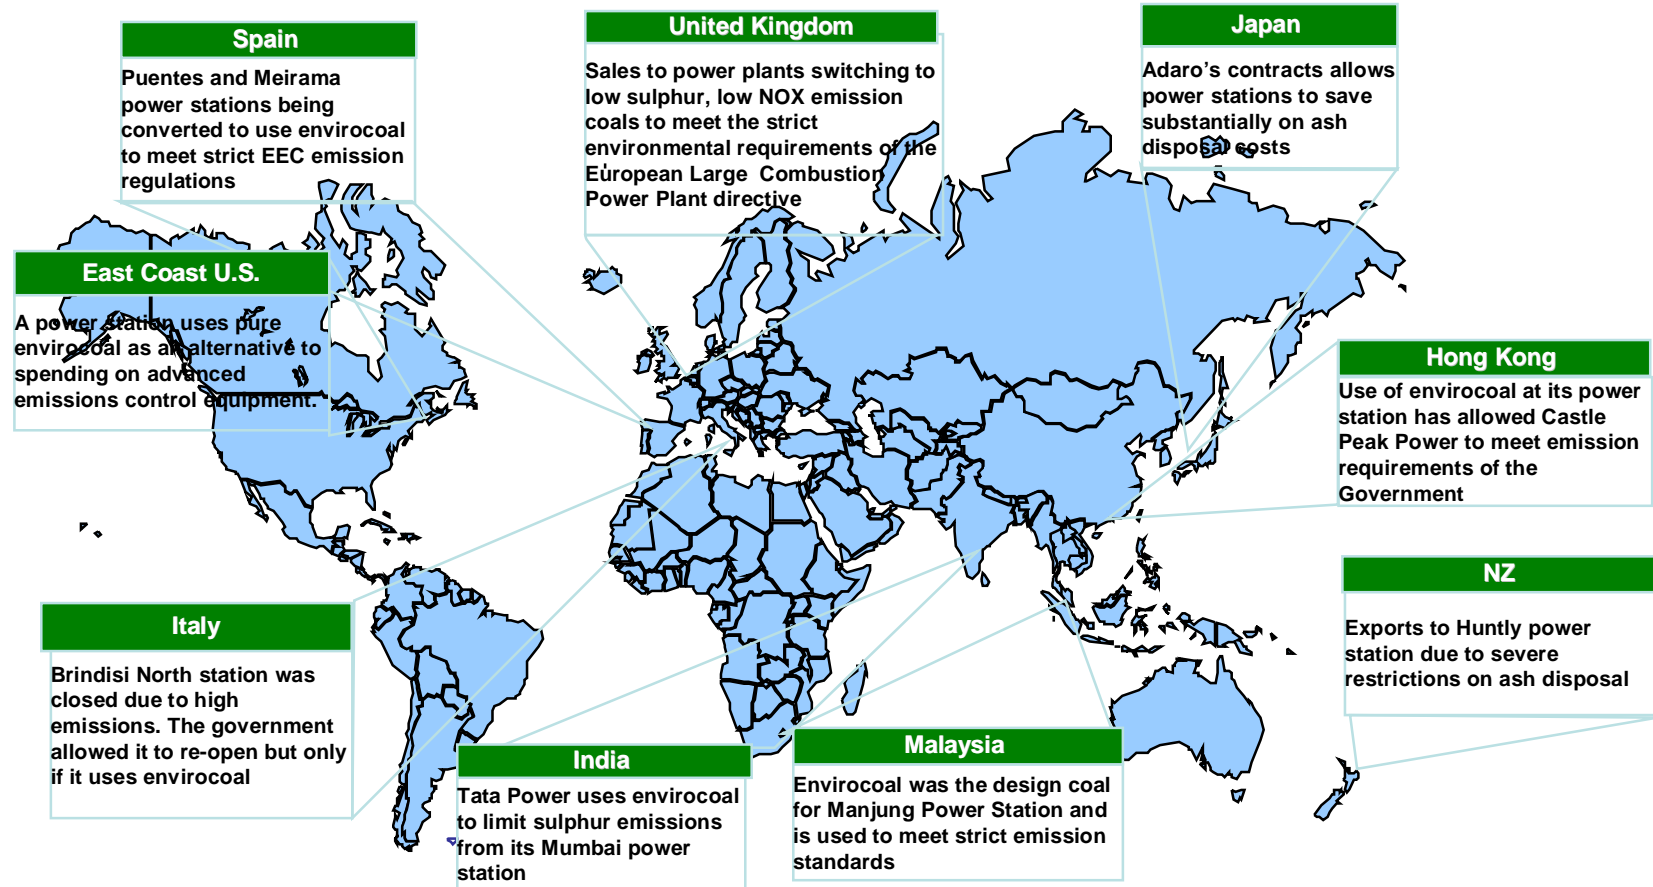 Spain
Puentes and Meirama
power stations being
converted to use envirocoal
to meet strict EEC emission
regulations
United Kingdom
Sales to power plants switching to
low sulphur, low NOX emission
coals to meet the strict
environmental requirements of the
European Large Combustion
Power Plant directive
Japan
Adaro's contracts allows
power stations to save
substantially on ash
disposal costs
East Coast U.S.
A power station uses pure
envirocoal as an alternative to
spending on advanced
emissions control equipment.
Hong Kong
Use of envirocoal at its power
station has allowed Castle
Peak Power to meet emission
requirements of the
Government
Italy
Brindisi North station was
closed due to high
emissions. The government
allowed it to re-open but only
if it uses envirocoal
India
Tata Power uses envirocoal
to limit sulphur emissions
from its Mumbai power
station
Malaysia
Envirocoal was the design coal
for Manjung Power Station and
is used to meet strict emission
standards
NZ
Exports to Huntly power
station due to severe
restrictions on ash disposal